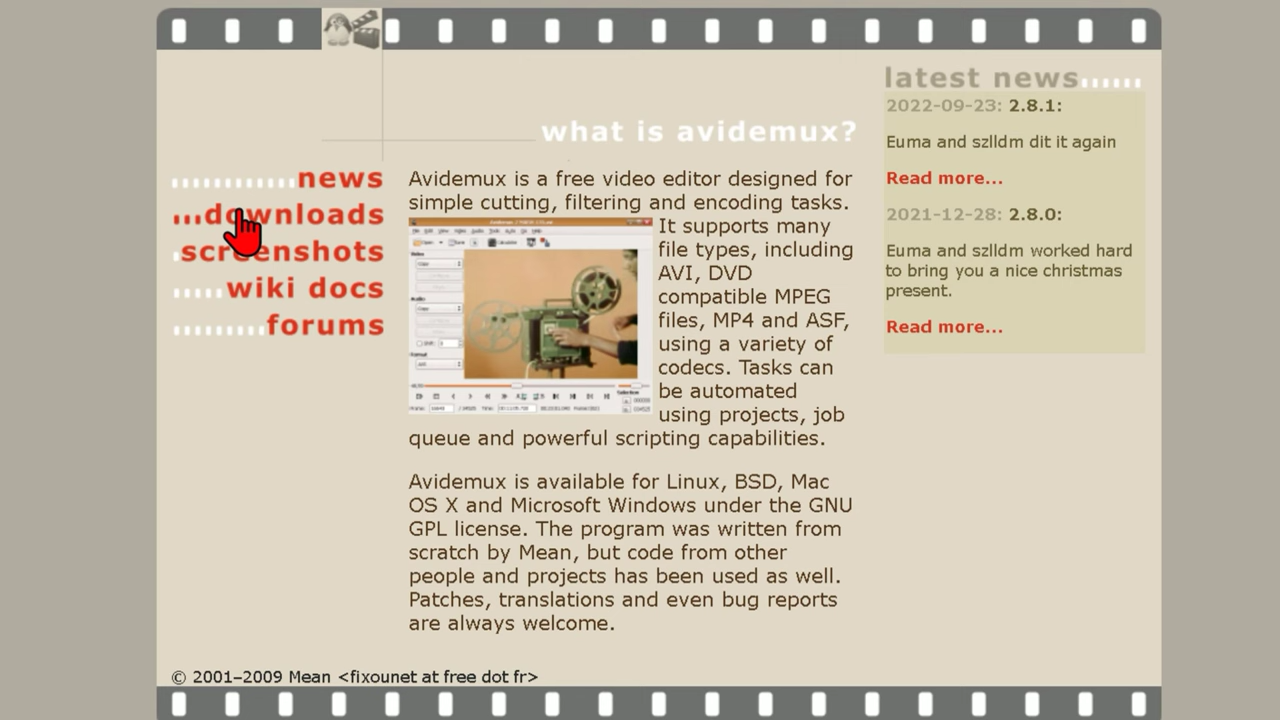 latest news......
2022-09-23: 2.8.1:
what is avidemux?
Euma and szlldm dit it again
Read more...
2021-12-28: 2.8.0:
Euma and szlldm worked hard
to bring you a nice christmas
present.
Read more...
news
downloads
screenshots
wiki docs
forums
Avidemux is a free video editor designed for
simple cutting, filtering and encoding tasks.
It supports many
file types, including
AVI, DVD
compatible MPEG
files, MP4 and ASF,
using a variety of
codecs. Tasks can
be automated
using projects, job
queue and powerful scripting capabilities.
Avidemux is available for Linux, BSD, Mac
OS X and Microsoft Windows under the GNU
GPL license. The program was written from
scratch by Mean, but code from other
people and projects has been used as well.
Patches, translations and even bug reports
are always welcome.
© 2001–2009 Mean <fixounet at free dot fr>